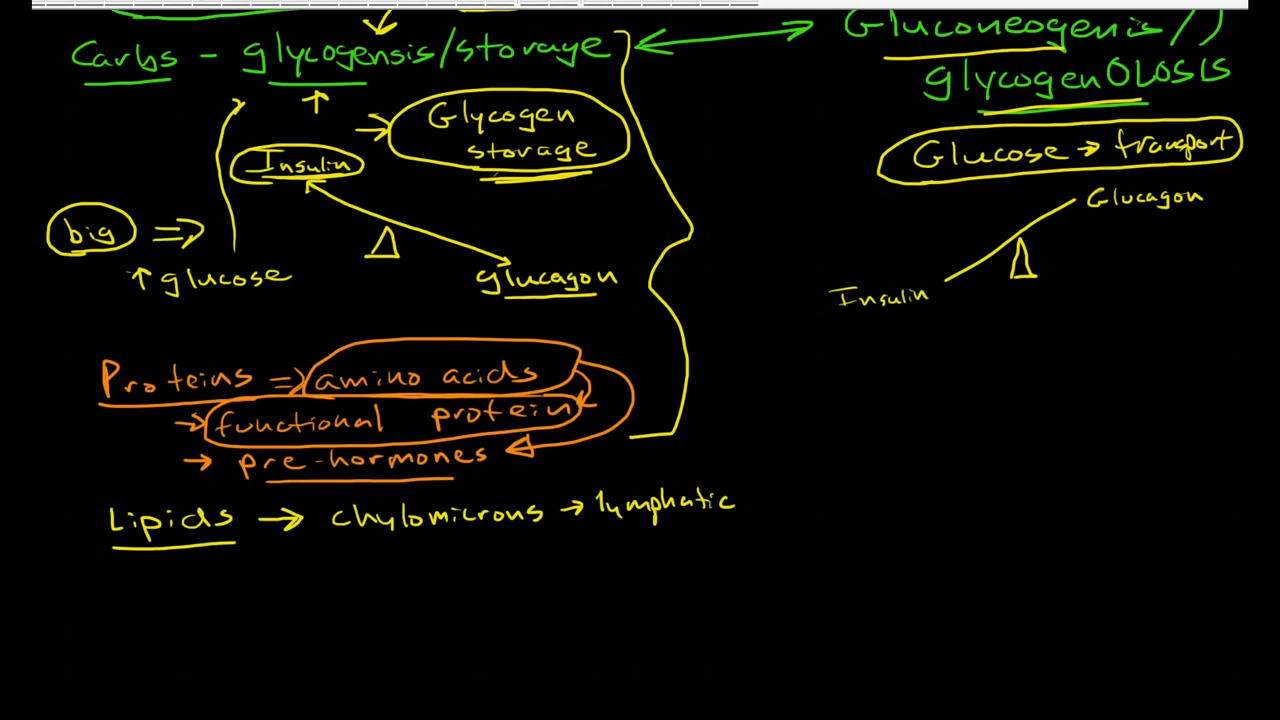 Carbs - glycogensis/storage
Gluconeogenis/)
glycogenOLOSIS
Glycogen
storage
Insulin
Glucose → transport
Glucagon
big ⇒
↑ glucose
glucagon
Insulin
Proteins ⇒ amino acids
→ functional protein
→ pre-hormones
Lipids → chylomicrons → lymphatic